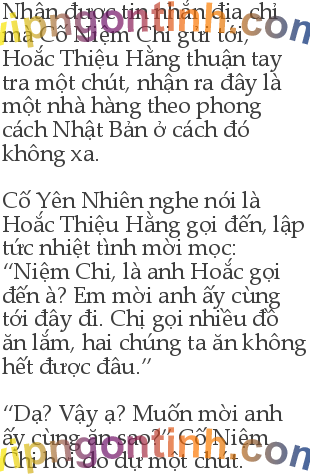 Nhận được tin nhắn địa chỉ
mà Cố Niệm Chi gửi tới,
Hoắc Thiệu Hằng thuận tay
tra một chút, nhận ra đây là
một nhà hàng theo phong
cách Nhật Bản ở cách đó
không xa.
Cố Yên Nhiên nghe nói là
Hoắc Thiệu Hằng gọi đến, lập
tức nhiệt tình mời mọc:
“Niệm Chi, là anh Hoắc gọi
đến à? Em mời anh ấy cùng
tới đây đi. Chị gọi nhiều đồ
ăn lắm, hai chúng ta ăn không
hết được đâu.”
“Dạ? Vậy ạ? Muốn mời anh
ấy cùng ăn sao?” Cố Niệm
Chi hơi do dự một chút.